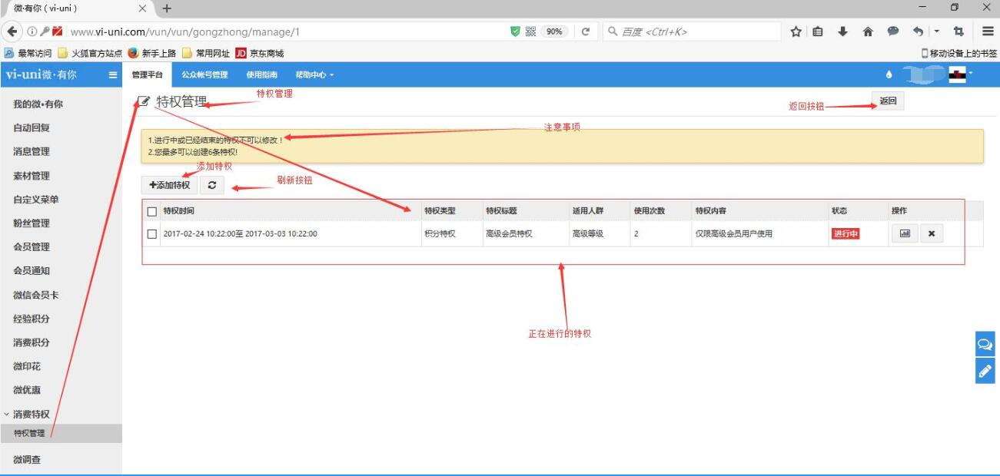 微·有你 ( vi-uni )
www.vi-uni.com/vun/vun/gongzhong/manage/1
90%
百度 <Ctrl+K>
最常访问 火狐官方站点 新手上路 常用网址 JD 京东商城
移动设备上的书签
vi-uni微·有你 管理平台 公众帐号管理 使用指南 帮助中心
我的微•有你
自动回复
消息管理
素材管理
自定义菜单
粉丝管理
会员管理
会员通知
微信会员卡
经验积分
消费积分
微印花
微优惠
消费特权
特权管理
微调查
特权管理
特权管理
返回按钮
返回
注意事项
1.进行中或已经结束的特权不可以修改！
2.您最多可以创建6条特权!
添加特权
刷新按钮
添加特权
特权时间 特权类型 特权标题 适用人群 使用次数 特权内容 状态 操作
2017-02-24 10:22:00至 2017-03-03 10:22:00 积分特权 高级会员特权 高级等级 2 仅限高级会员用户使用 进行中
正在进行的特权